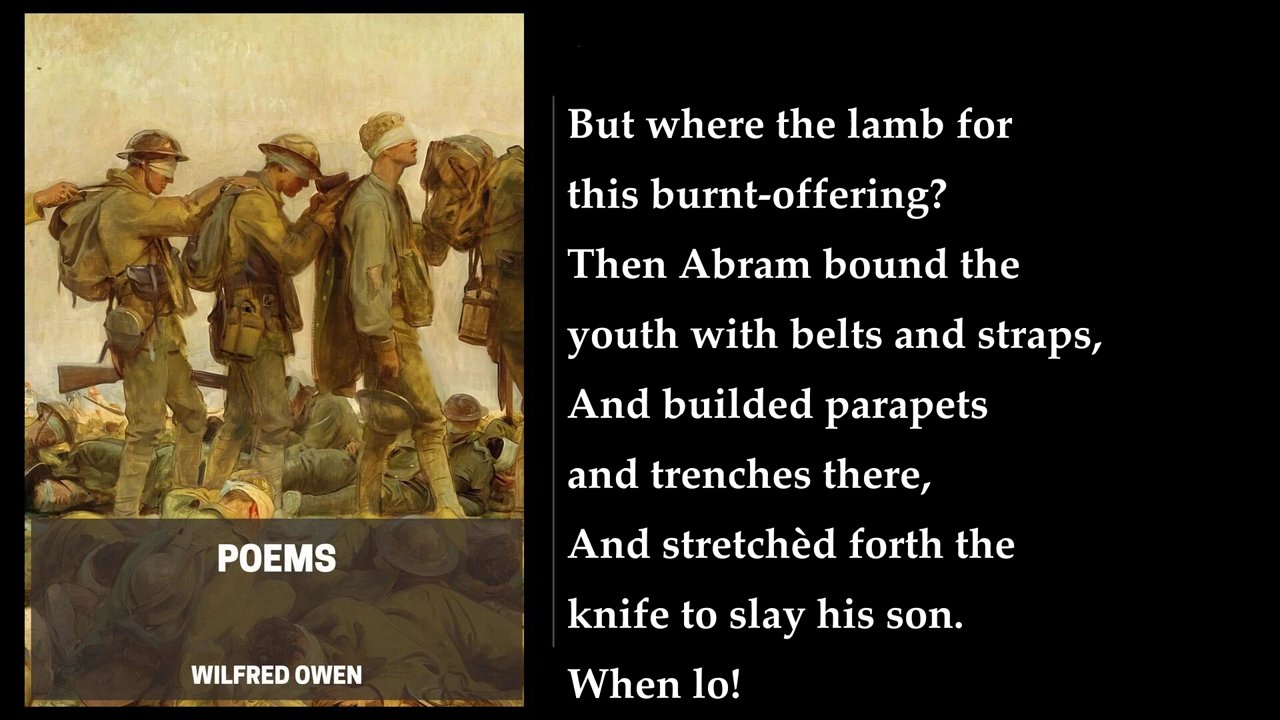 POEMS
WILFRED OWEN
But where the lamb for
this burnt-offering?
Then Abram bound the
youth with belts and straps,
And builded parapets
and trenches there,
And stretchèd forth the
knife to slay his son.
When lo!